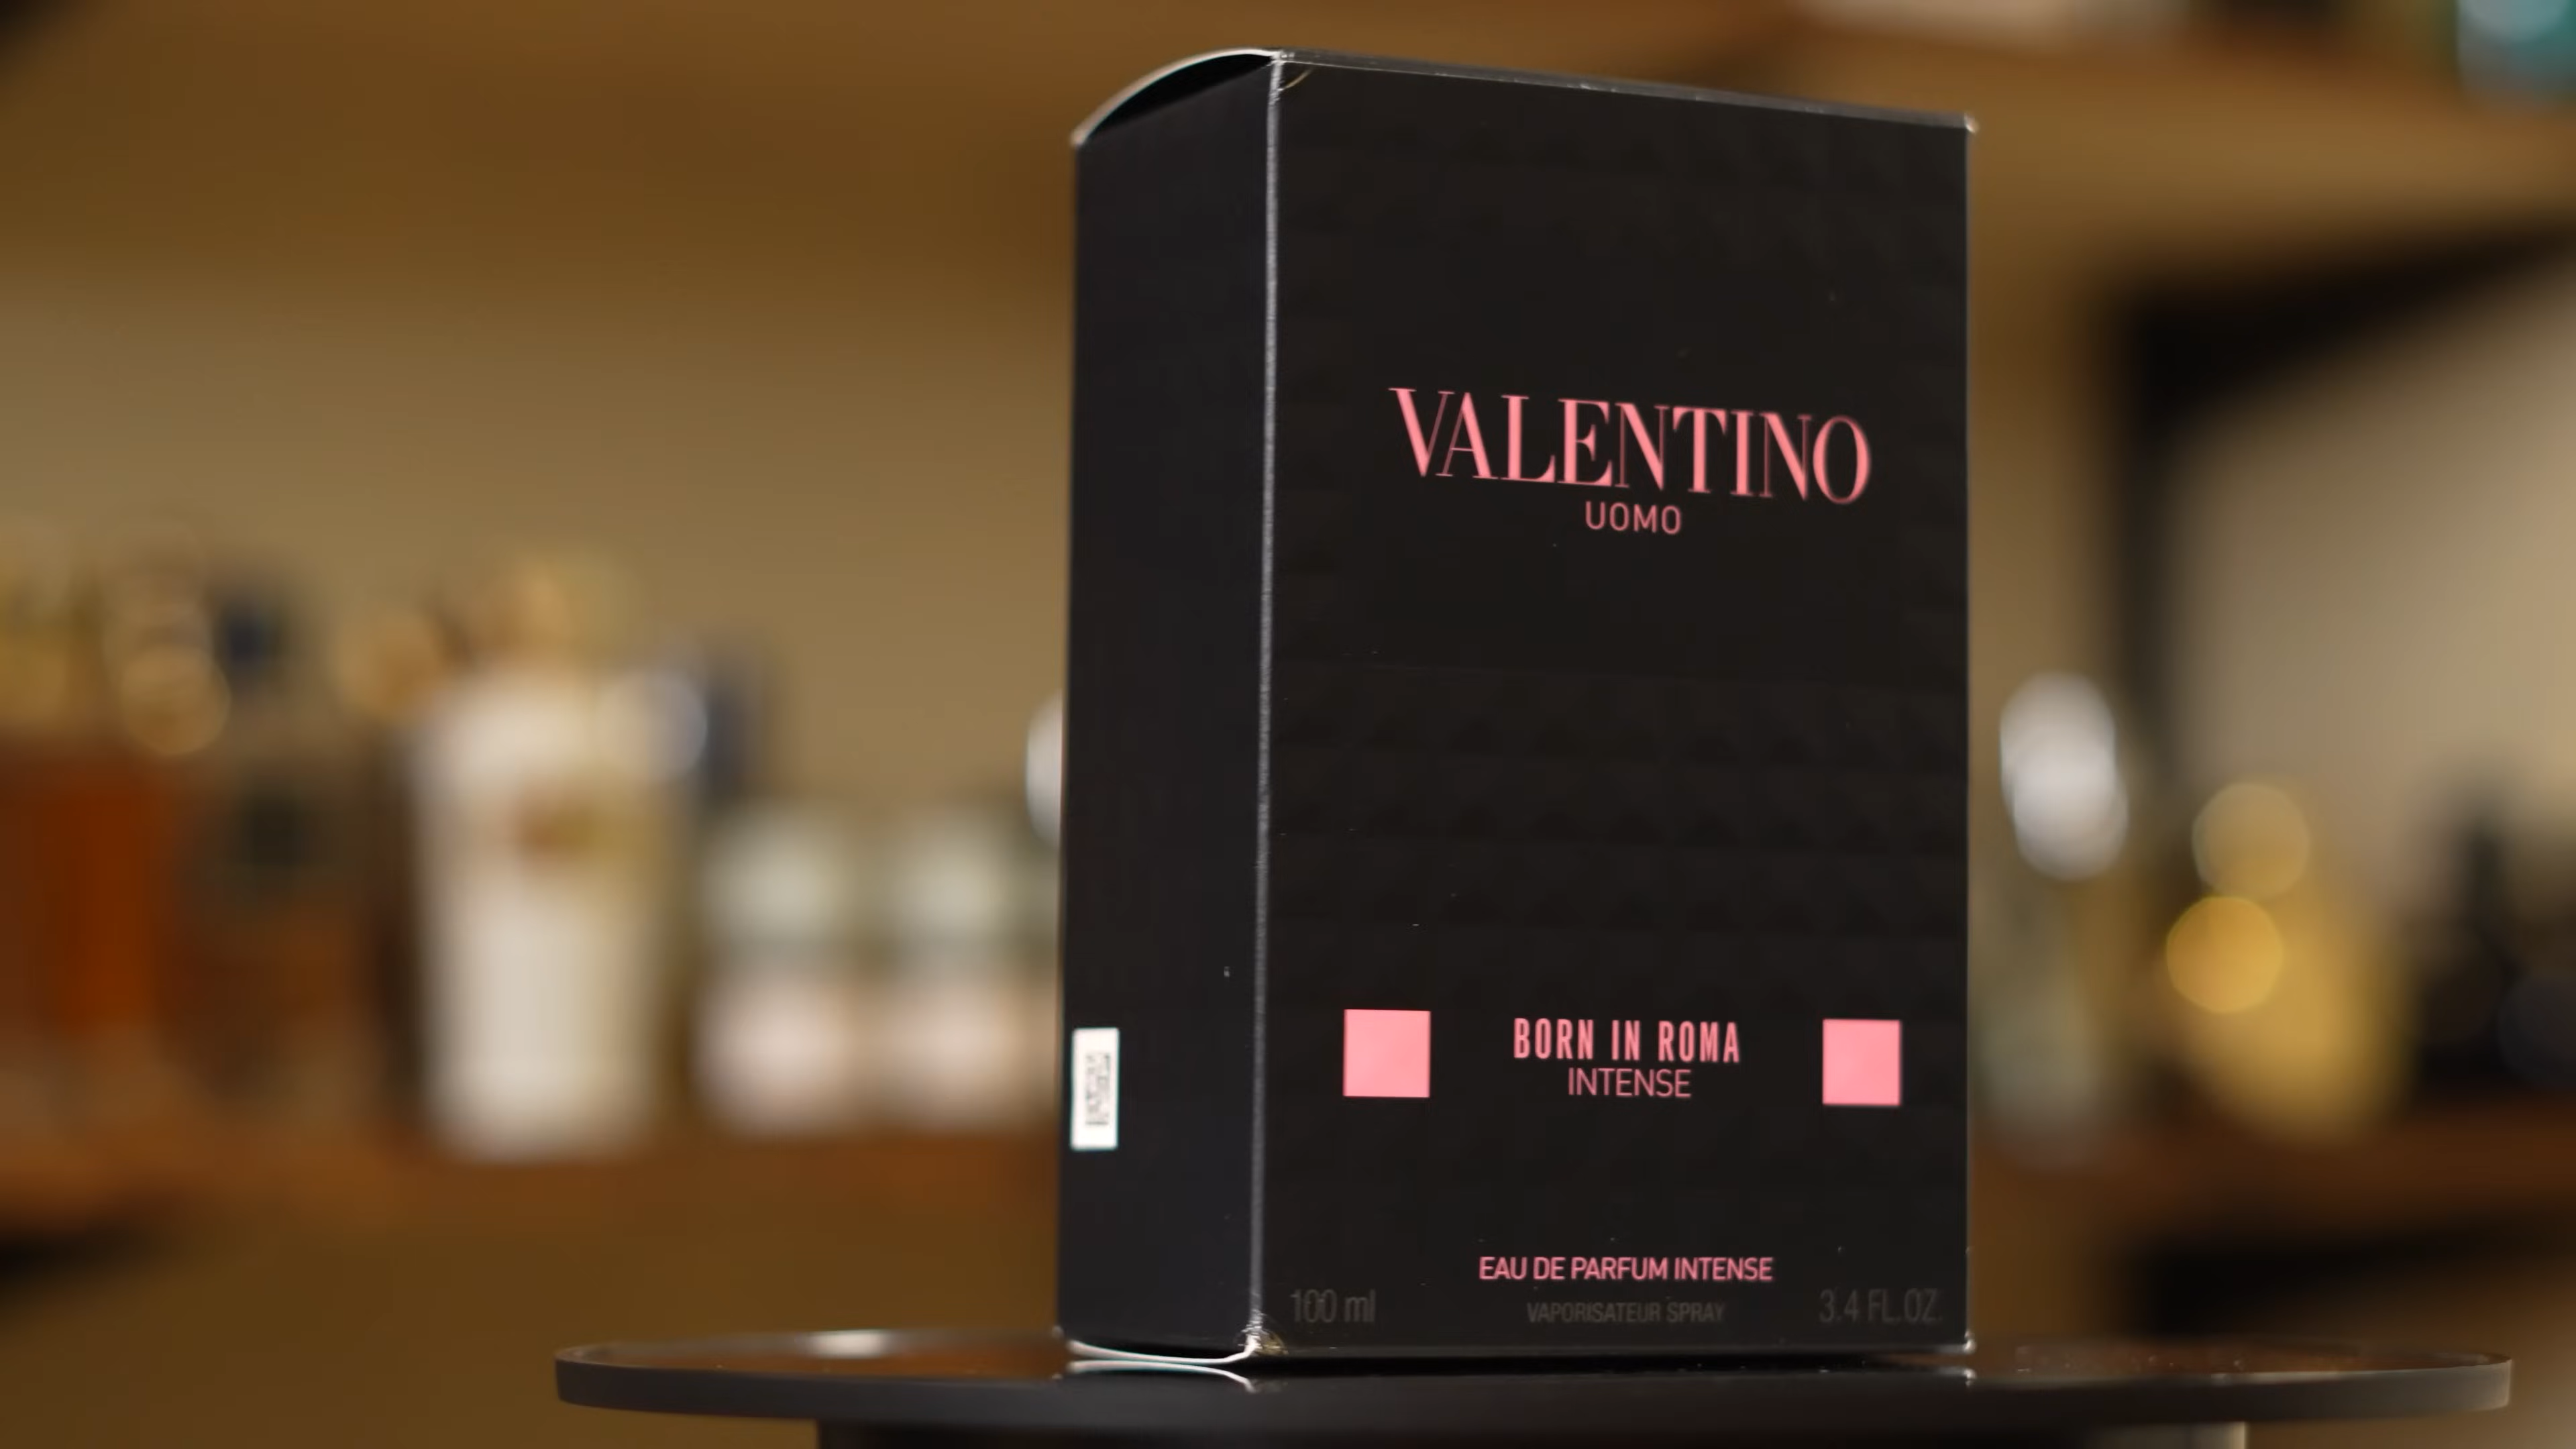 VALENTINO
UOMO
BORN IN ROMA
INTENSE
EAU DE PARFUM INTENSE
100 ml VAPORISATEUR SPRAY 3.4 FL.OZ.